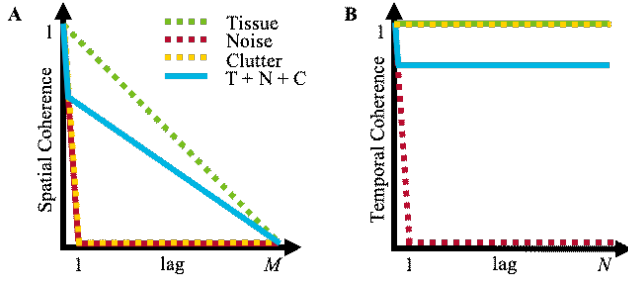 A
1
Spatial Coherence
Tissue
Noise
Clutter
T + N + C
1 lag M
B
1
Temporal Coherence
1 lag N